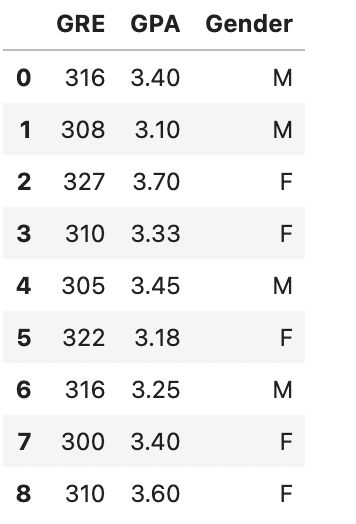 GRE GPA Gender
0 316 3.40 M
1 308 3.10 M
2 327 3.70 F
3 310 3.33 F
4 305 3.45 M
5 322 3.18 F
6 316 3.25 M
7 300 3.40 F
8 310 3.60 F